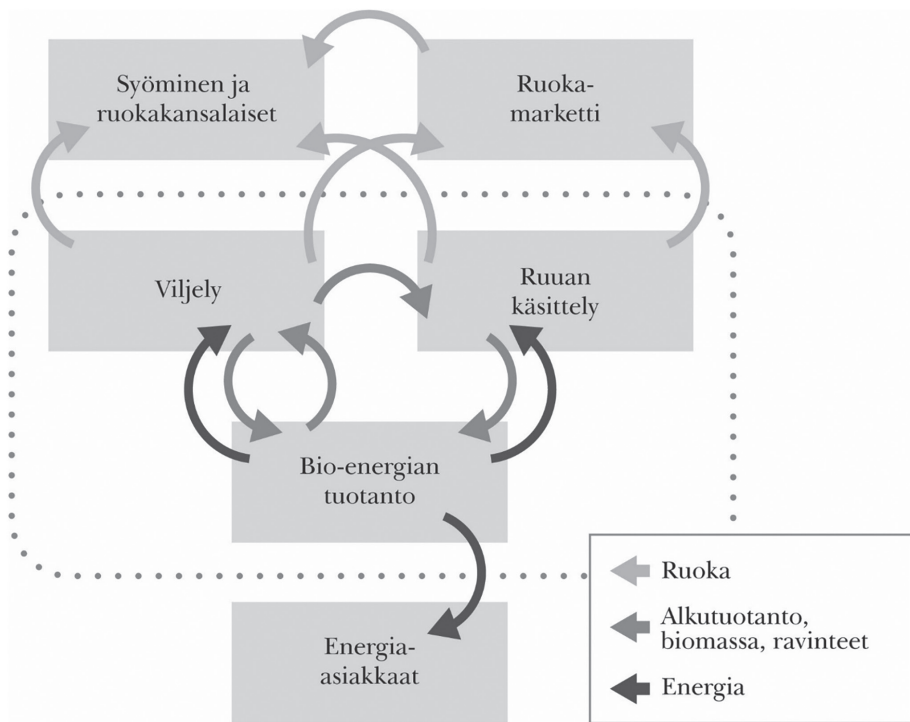 Syöminen ja
ruokakansalaiset
Ruoka-
marketti
Viljely
Ruuan
käsittely
Bio-energian
tuotanto
Energia-
asiakkaat
Ruoka
Alkutuotanto,
biomassa, ravinteet
Energia